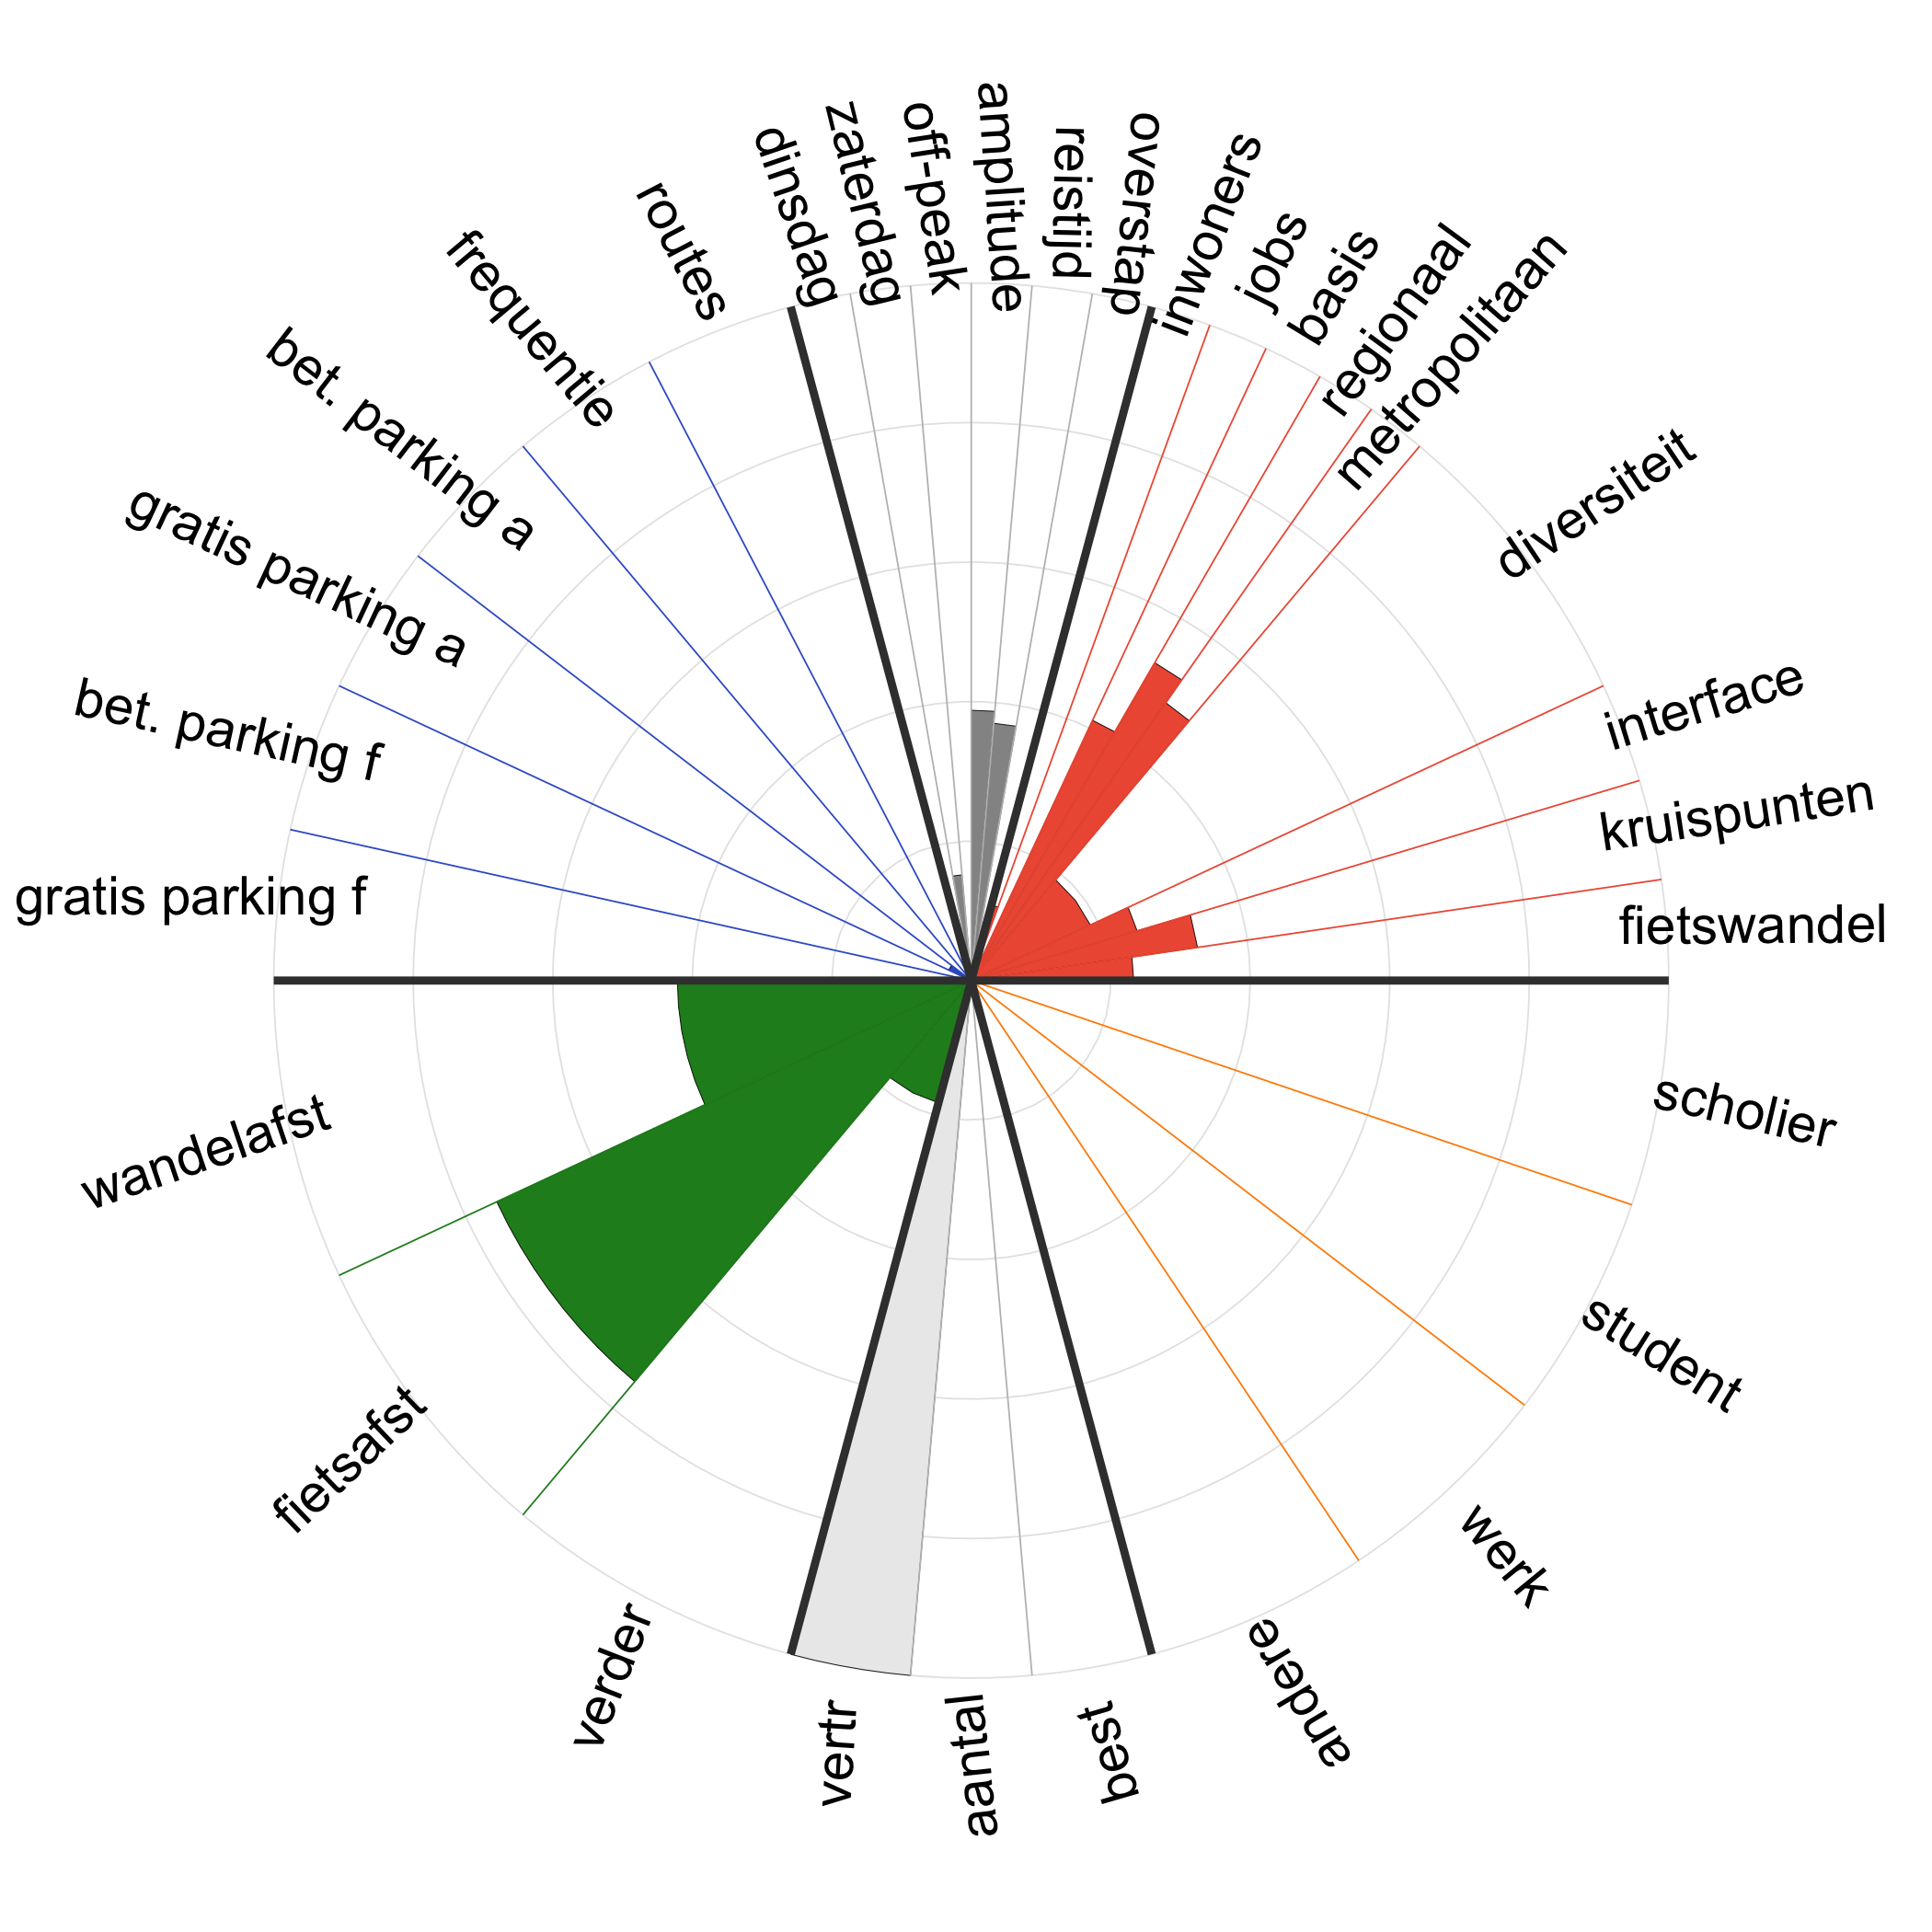 dinsdag
zaterdag
off-peak
amplitude
reistijd
overstap
inwoners
jobs
basis
regionaal
metropolitaan
diversiteit
interface
kruispunten
fietswandel
scholier
student
werk
andere
best
aantal
vertr
verder
fietsafst
wandelafst
gratis parking f
bet. parking f
gratis parking a
bet. parking a
frequentie
routes